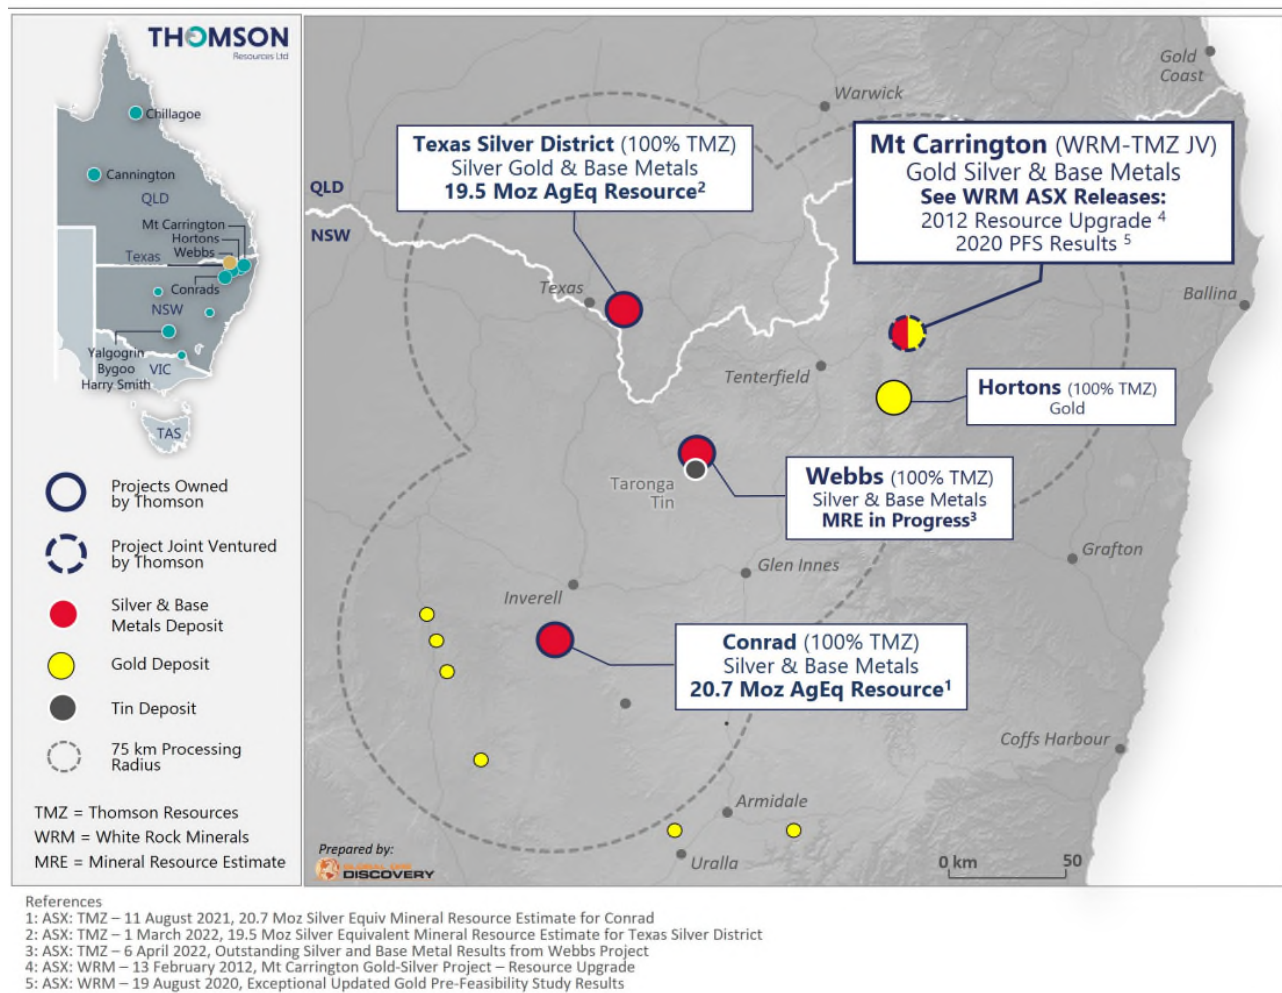 THOMSON
Resources Ltd
Chillagoe
Cannington
QLD
Mt Carrington
Hortons
Webbs
Texas
Conrads
NSW
Yalgogrin
Bygoo
Harry Smith
VIC
TAS
Projects Owned
by Thomson
Project Joint Ventured
by Thomson
Silver & Base
Metals Deposit
Gold Deposit
Tin Deposit
75 km Processing
Radius
TMZ = Thomson Resources
WRM = White Rock Minerals
MRE = Mineral Resource Estimate
Gold
Coast
Warwick
Texas Silver District (100% TMZ)
Silver Gold & Base Metals
19.5 Moz AgEq Resource²
Mt Carrington (WRM-TMZ JV)
Gold Silver & Base Metals
See WRM ASX Releases:
2012 Resource Upgrade ⁴
2020 PFS Results ⁵
QLD
NSW
Texas
Ballina
Tenterfield
Hortons (100% TMZ)
Gold
Taronga
Tin
Webbs (100% TMZ)
Silver & Base Metals
MRE in Progress³
Grafton
Glen Innes
Inverell
Conrad (100% TMZ)
Silver & Base Metals
20.7 Moz AgEq Resource¹
Coffs Harbour
Armidale
Uralla
Prepared by:
GLOBAL ORE
DISCOVERY
0 km 50
References
1: ASX: TMZ – 11 August 2021, 20.7 Moz Silver Equiv Mineral Resource Estimate for Conrad
2: ASX: TMZ – 1 March 2022, 19.5 Moz Silver Equivalent Mineral Resource Estimate for Texas Silver District
3: ASX: TMZ – 6 April 2022, Outstanding Silver and Base Metal Results from Webbs Project
4: ASX: WRM – 13 February 2012, Mt Carrington Gold-Silver Project – Resource Upgrade
5: ASX: WRM – 19 August 2020, Exceptional Updated Gold Pre-Feasibility Study Results